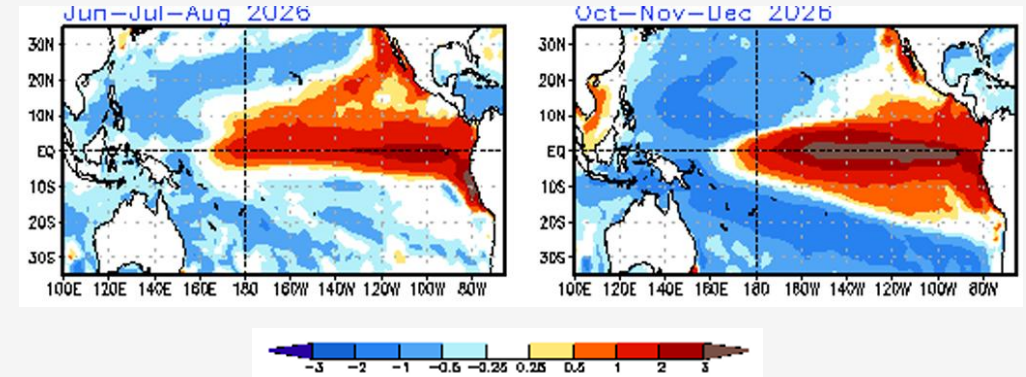 Jun-Jul-Aug 2026
30N
20N
10N
EQ
10S
20S
30S
100E 120E 140E 160E 180 160W 140W 120W 100W 80W
Oct-Nov-Dec 2026
30N
20N
10N
EQ
10S
20S
30S
100E 120E 140E 160E 180 160W 140W 120W 100W 80W
-3 -2 -1 -0.5 -0.25 0.25 0.5 1 2 3